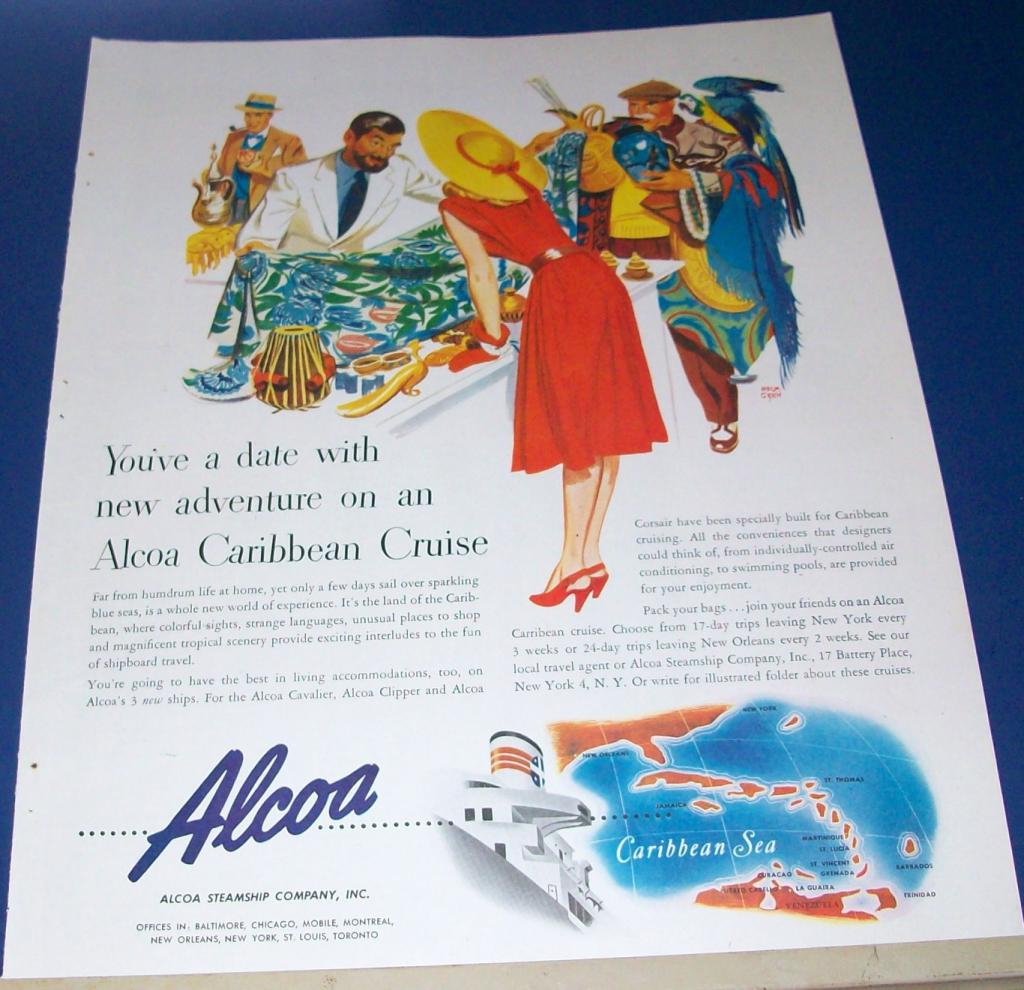 HOLM
GREN
You've a date with
new adventure on an
Alcoa Caribbean Cruise
Far from humdrum life at home, yet only a few days sail over sparkling
blue seas, is a whole new world of experience. It's the land of the Carib-
bean, where colorful sights, strange languages, unusual places to shop
and magnificent tropical scenery provide exciting interludes to the fun
of shipboard travel.
You're going to have the best in living accommodations, too, on
Alcoa's 3 new ships. For the Alcoa Cavalier, Alcoa Clipper and Alcoa
Corsair have been specially built for Caribbean
cruising. All the conveniences that designers
could think of, from individually-controlled air
conditioning, to swimming pools, are provided
for your enjoyment.
Pack your bags...join your friends on an Alcoa
Carribean cruise. Choose from 17-day trips leaving New York every
3 weeks or 24-day trips leaving New Orleans every 2 weeks. See our
local travel agent or Alcoa Steamship Company, Inc., 17 Battery Place,
New York 4, N. Y. Or write for illustrated folder about these cruises.
Alcoa
ALCOA STEAMSHIP COMPANY, INC.
OFFICES IN: BALTIMORE, CHICAGO, MOBILE, MONTREAL,
NEW ORLEANS, NEW YORK, ST. LOUIS, TORONTO
NEW YORK
NEW ORLEANS
ST. THOMAS
JAMAICA
Caribbean Sea
MARTINIQUE
ST. LUCIA
ST. VINCENT
BARBADOS
CURACAO
GRENADA
CABELLO
LA GUAIRA
TRINIDAD
VENEZUELA